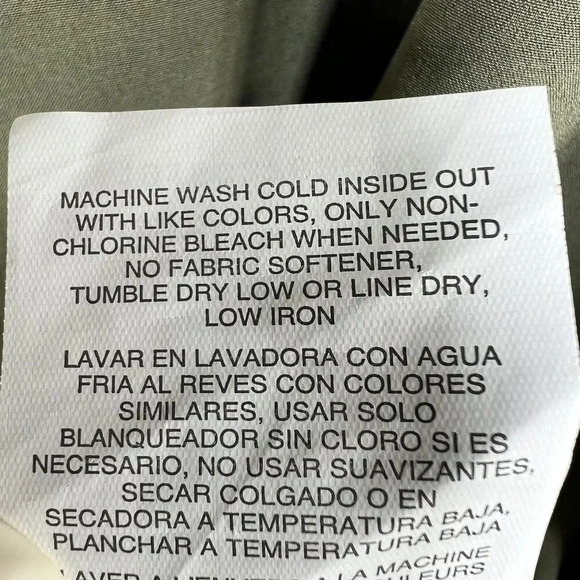 MACHINE WASH COLD INSIDE OUT
WITH LIKE COLORS, ONLY NON-
CHLORINE BLEACH WHEN NEEDED,
NO FABRIC SOFTENER,
TUMBLE DRY LOW OR LINE DRY,
LOW IRON
LAVAR EN LAVADORA CON AGUA
FRIA AL REVES CON COLORES
SIMILARES, USAR SOLO
BLANQUEADOR SIN CLORO SI ES
NECESARIO, NO USAR SUAVIZANTES,
SECAR COLGADO O EN
SECADORA A TEMPERATURA BAJA,
PLANCHAR A TEMPERATURA BAJA
A LA MACHINE